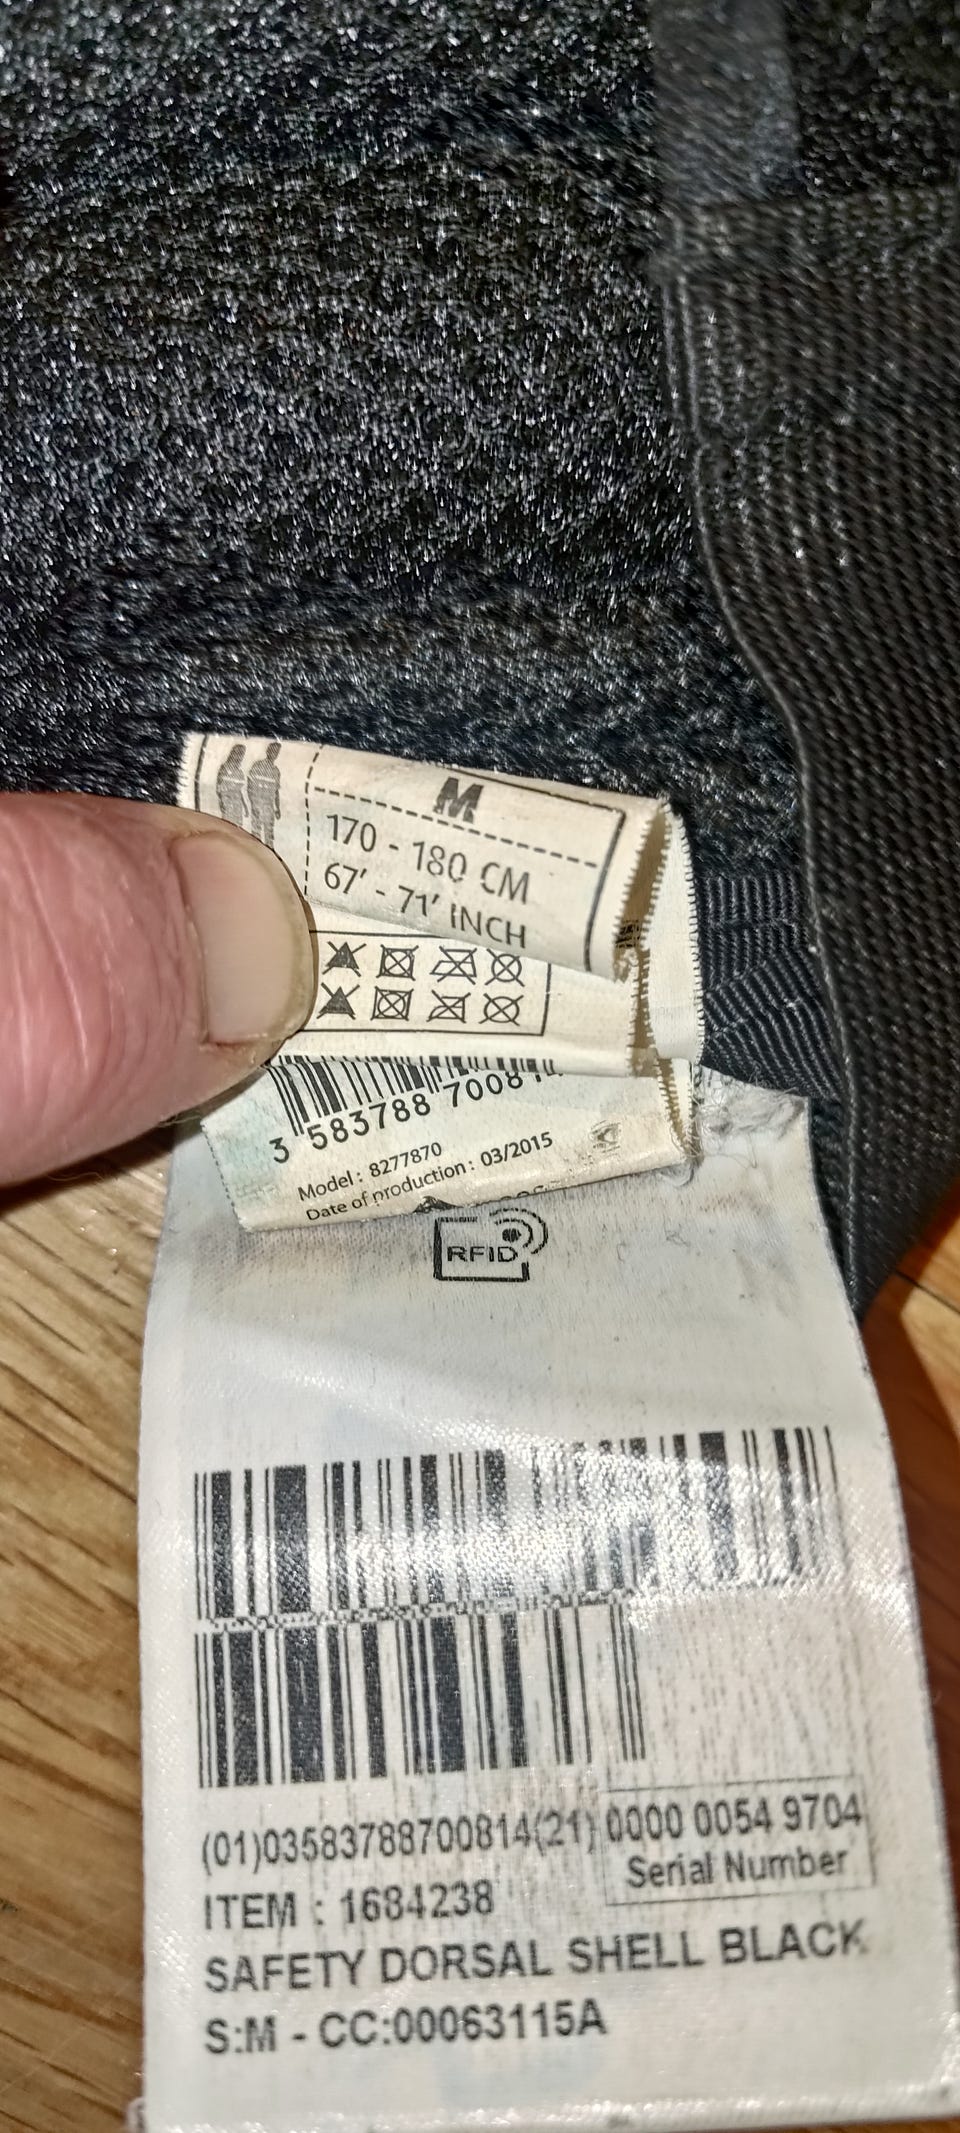 M
170 - 180 CM
67' - 71' INCH
3 583788 70081
Model : 8277870
Date of production : 03/2015
RFID
(01)03583788700814(21) 0000 0054 9704
Serial Number
ITEM : 1684238
SAFETY DORSAL SHELL BLACK
S:M - CC:00063115A